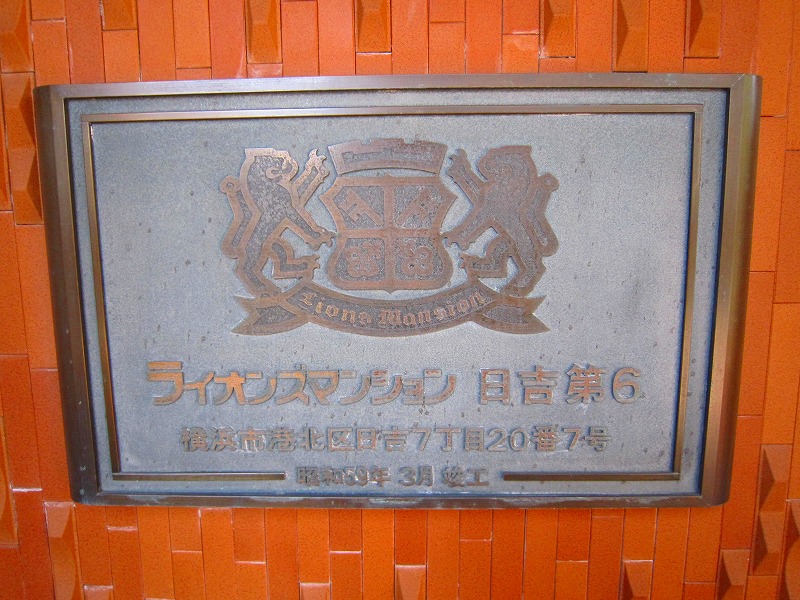 Lions Mansion
ライオンズマンション 日吉第6
横浜市港北区日吉7丁目20番7号
昭和59年 3月 竣工